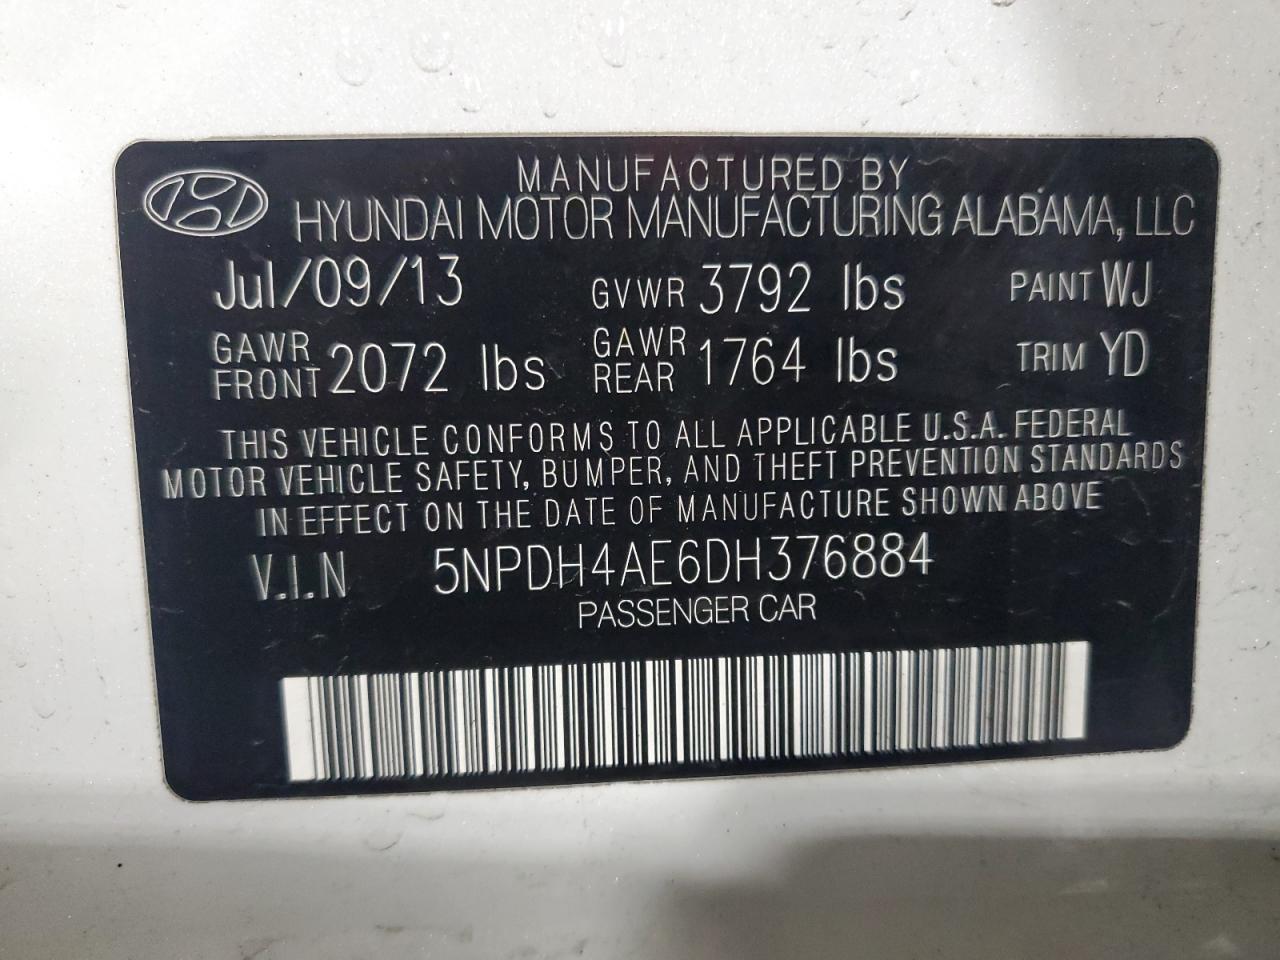 MANUFACTURED BY
HYUNDAI MOTOR MANUFACTURING ALABAMA, LLC
Jul/09/13 GVWR 3792 lbs PAINT WJ
GAWR FRONT 2072 lbs GAWR REAR 1764 lbs TRIM YD
THIS VEHICLE CONFORMS TO ALL APPLICABLE U.S.A. FEDERAL
MOTOR VEHICLE SAFETY, BUMPER, AND THEFT PREVENTION STANDARDS
IN EFFECT ON THE DATE OF MANUFACTURE SHOWN ABOVE
V.I.N 5NPDH4AE6DH376884
PASSENGER CAR